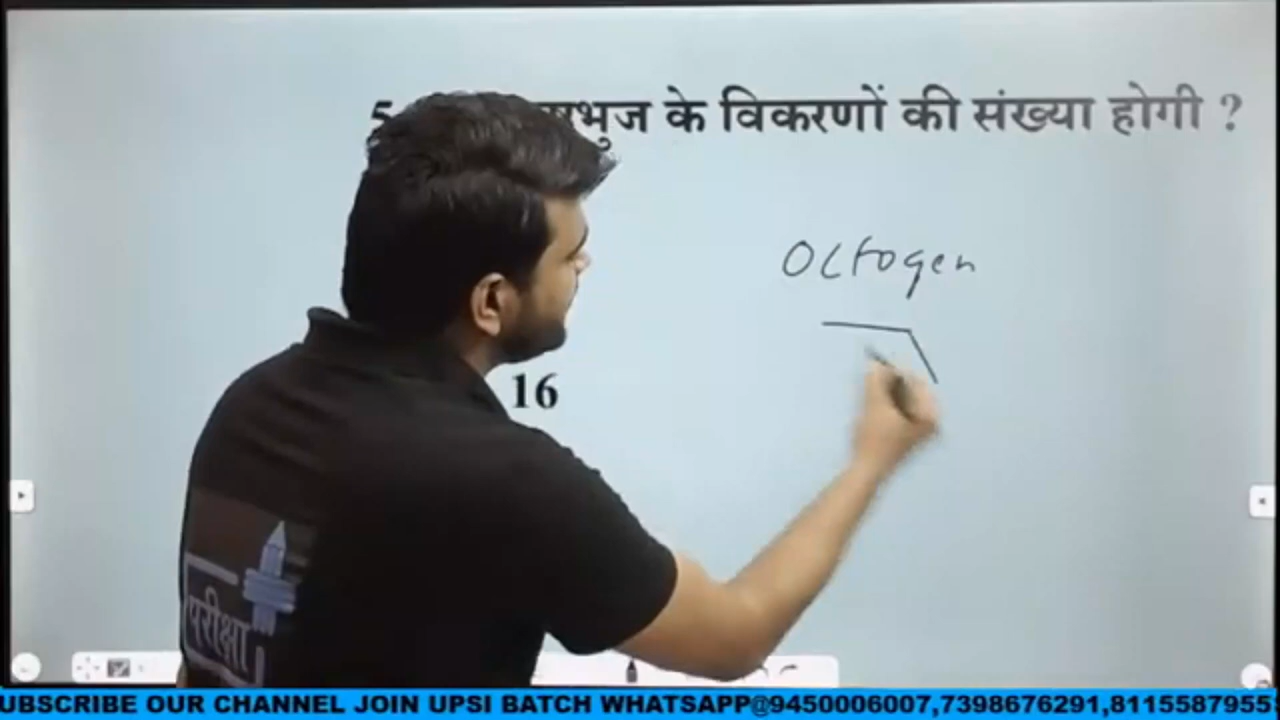 के विकरणों की संख्या होगी ?
Octogen
16
परीक्षा
UBSCRIBE OUR CHANNEL JOIN UPSI BATCH WHATSAPP@9450006007,7398676291,8115587955